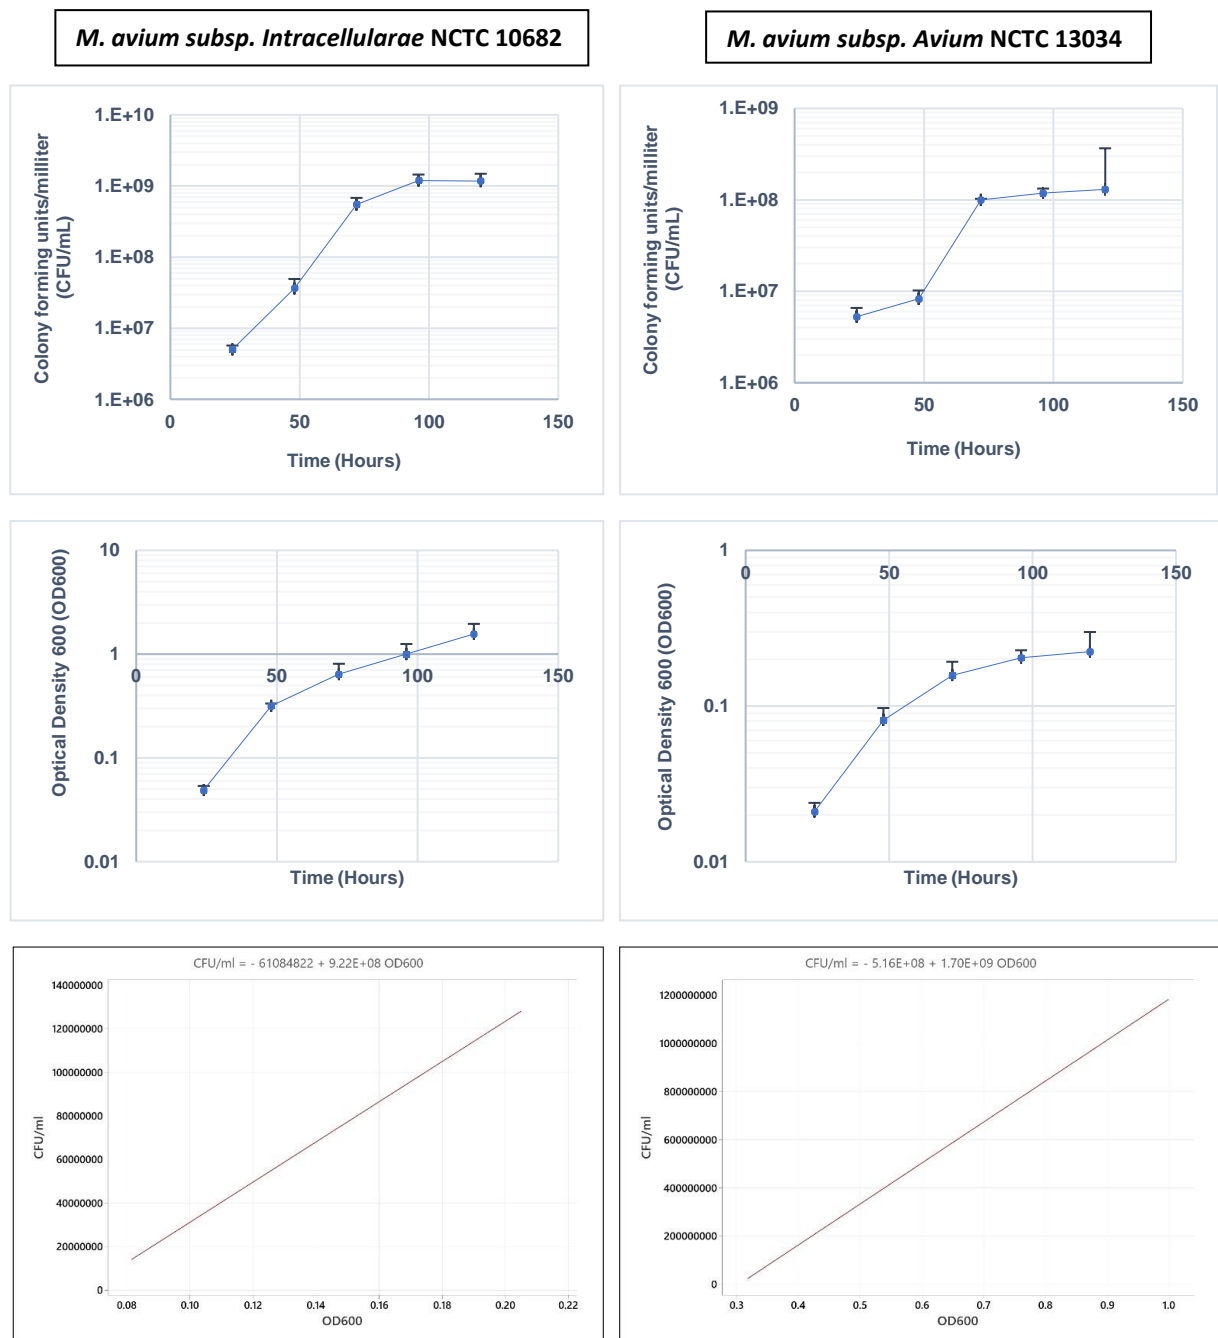 M. avium subsp. Intracellularae NCTC 10682
M. avium subsp. Avium NCTC 13034
Colony forming units/milliter
(CFU/mL)
1.E+10
1.E+09
1.E+08
1.E+07
1.E+06
0 50 100 150
Time (Hours)
Colony forming units/milliter
(CFU/mL)
1.E+09
1.E+08
1.E+07
1.E+06
0 50 100 150
Time (Hours)
Optical Density 600 (OD600)
10
1
0.1
0.01
0 50 100 150
Time (Hours)
Optical Density 600 (OD600)
1
0.1
0.01
0 50 100 150
Time (Hours)
CFU/ml = - 61084822 + 9.22E+08 OD600
CFU/ml
140000000
120000000
100000000
80000000
60000000
40000000
20000000
0
0.08 0.10 0.12 0.14 0.16 0.18 0.20 0.22
OD600
CFU/ml = - 5.16E+08 + 1.70E+09 OD600
CFU/ml
1200000000
1000000000
800000000
600000000
400000000
200000000
0
0.3 0.4 0.5 0.6 0.7 0.8 0.9 1.0
OD600